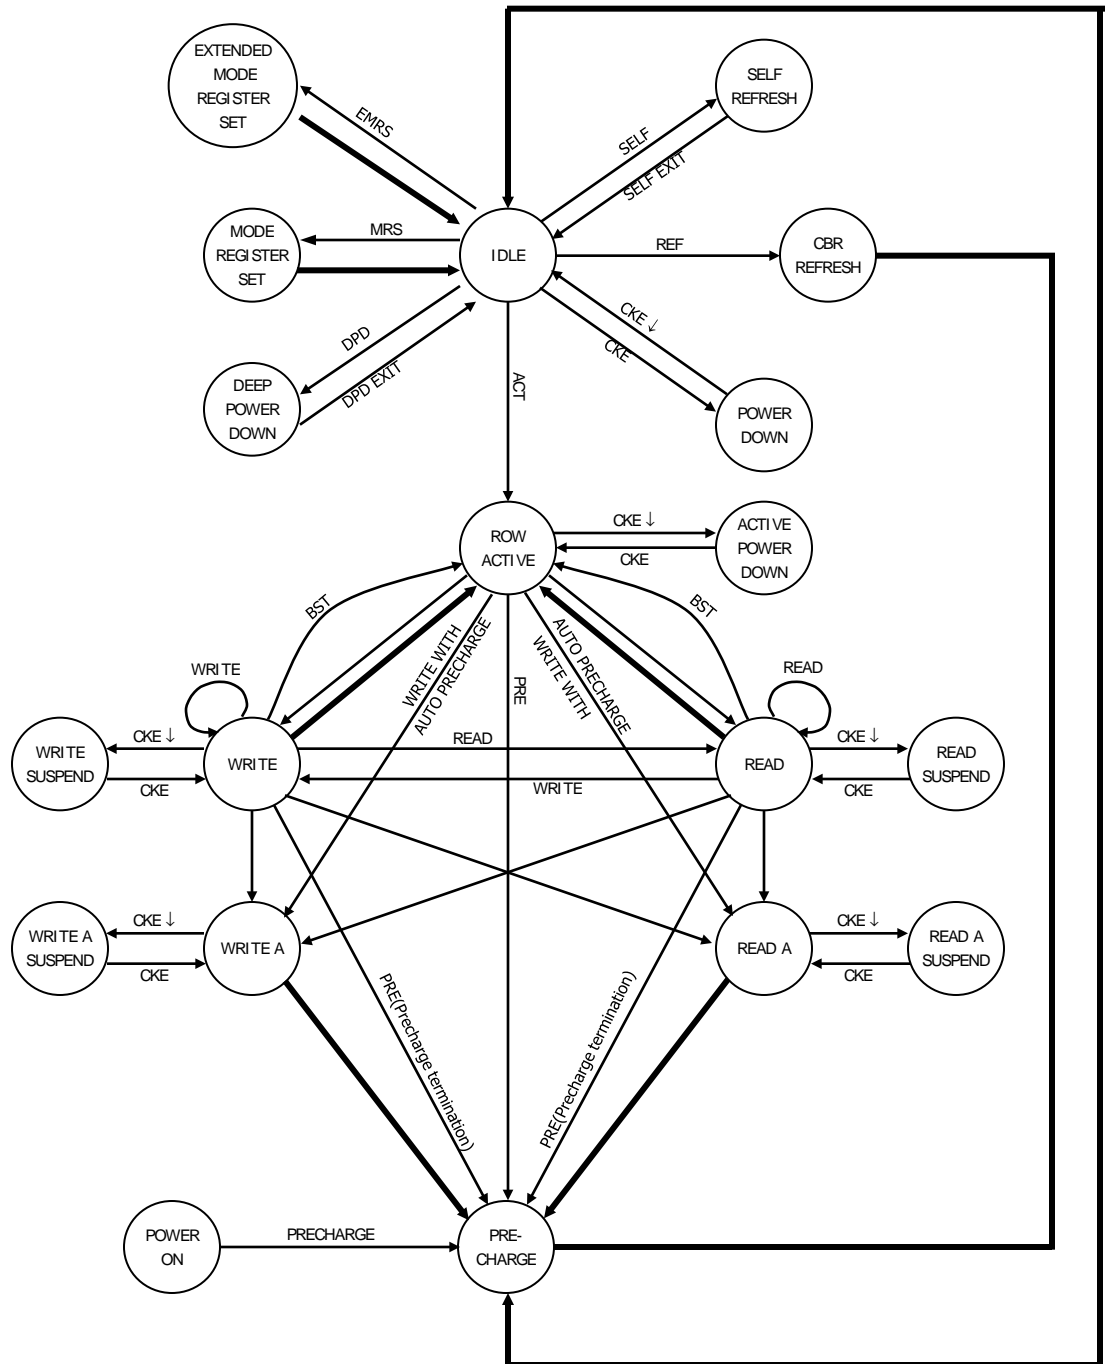 EXTENDED
MODE
REGISTER
SET
SELF
REFRESH
EMRS
SELF
SELF EXIT
MODE
REGISTER
SET
MRS
IDLE
REF
CBR
REFRESH
DPD
DPD EXIT
CKE ↓
CKE
ACT
DEEP
POWER
DOWN
POWER
DOWN
ROW
ACTIVE
CKE ↓
CKE
ACTIVE
POWER
DOWN
BST
BST
WRITE WITH
AUTO PRECHARGE
PRE
AUTO PRECHARGE
WRITE WITH
WRITE
READ
WRITE
SUSPEND
CKE ↓
CKE
WRITE
READ
WRITE
READ
CKE ↓
CKE
READ
SUSPEND
WRITE A
SUSPEND
CKE ↓
CKE
WRITE A
READ A
CKE ↓
CKE
READ A
SUSPEND
PRE(Precharge termination)
PRE(Precharge termination)
POWER
ON
PRECHARGE
PRE-
CHARGE